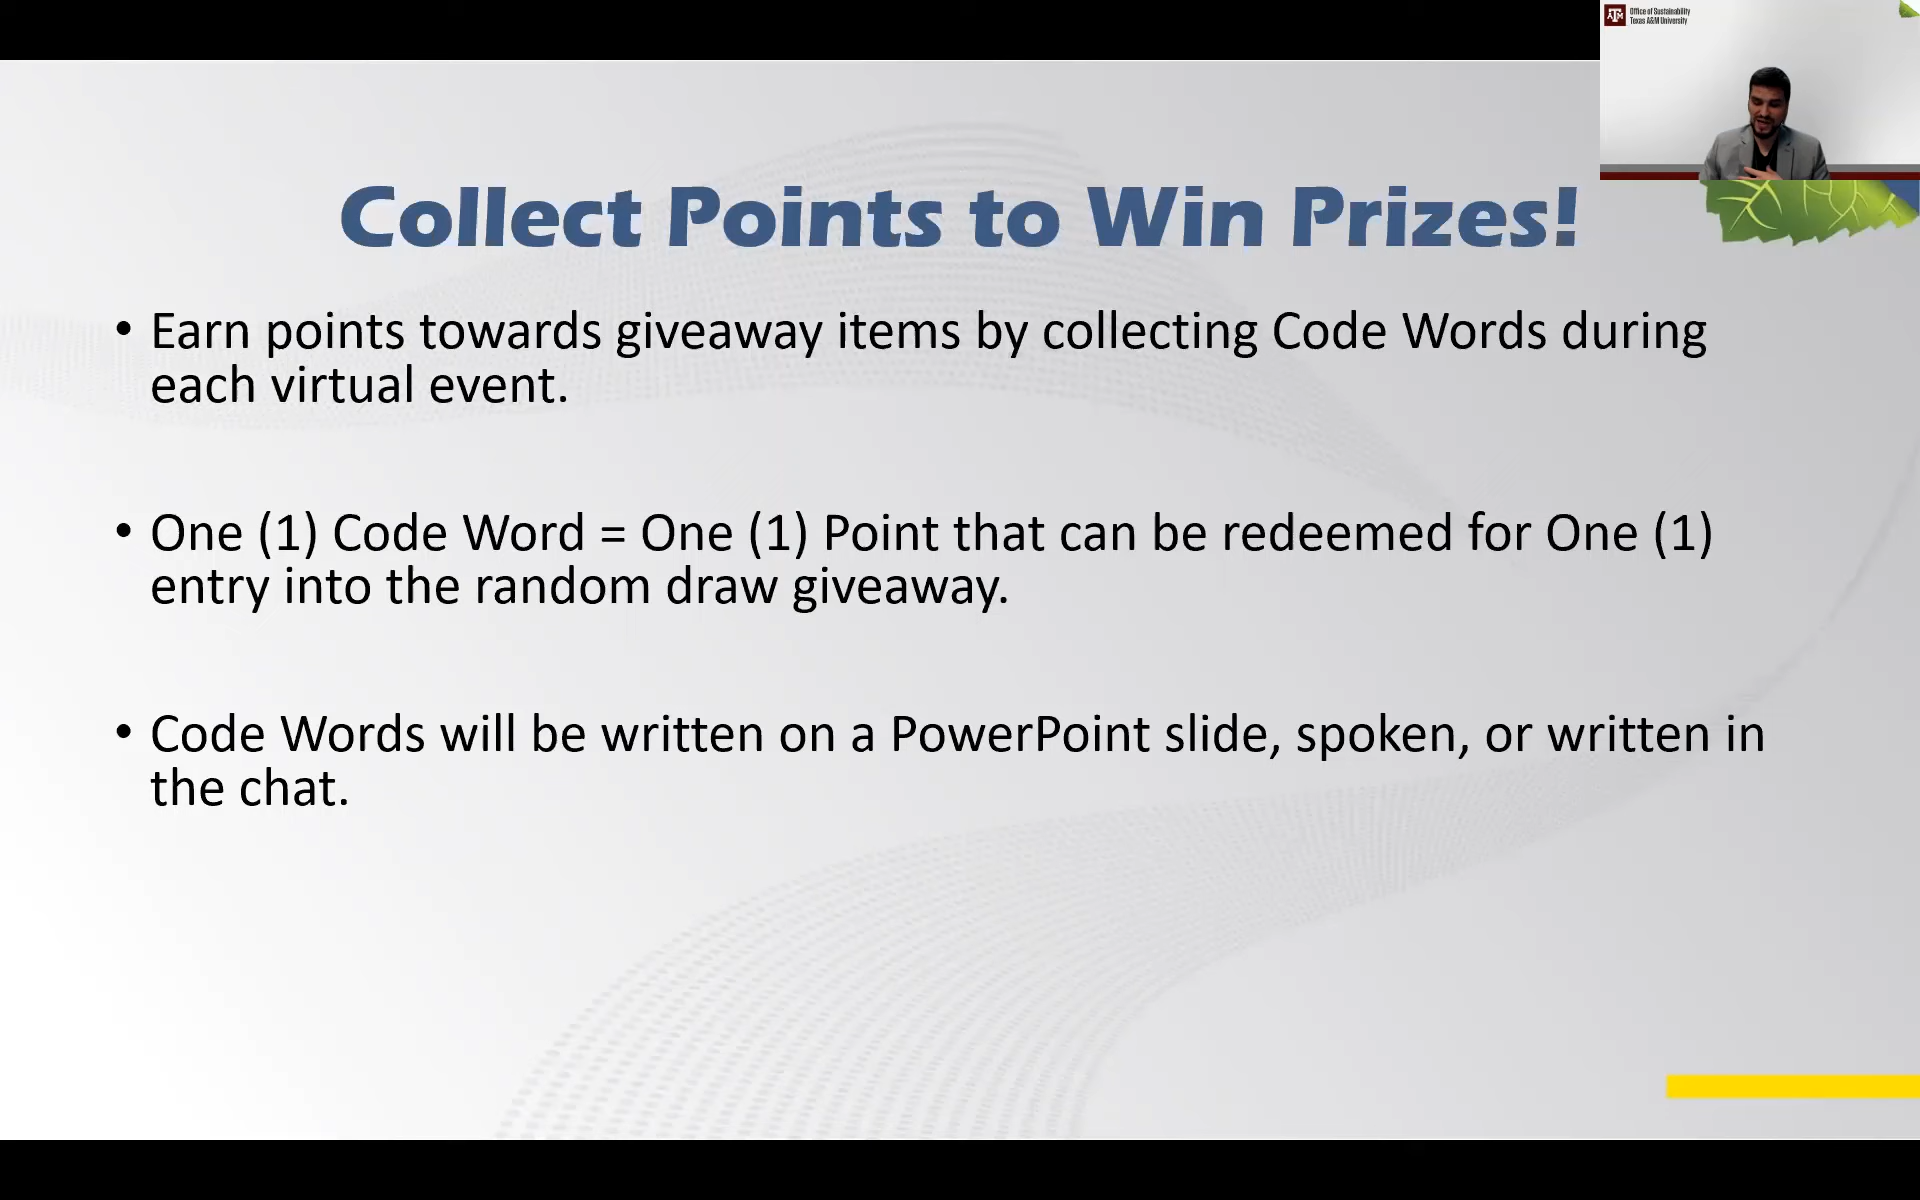 Office of Sustainability
Texas A&M University
Collect Points to Win Prizes!
• Earn points towards giveaway items by collecting Code Words during
each virtual event.
• One (1) Code Word = One (1) Point that can be redeemed for One (1)
entry into the random draw giveaway.
• Code Words will be written on a PowerPoint slide, spoken, or written in
the chat.